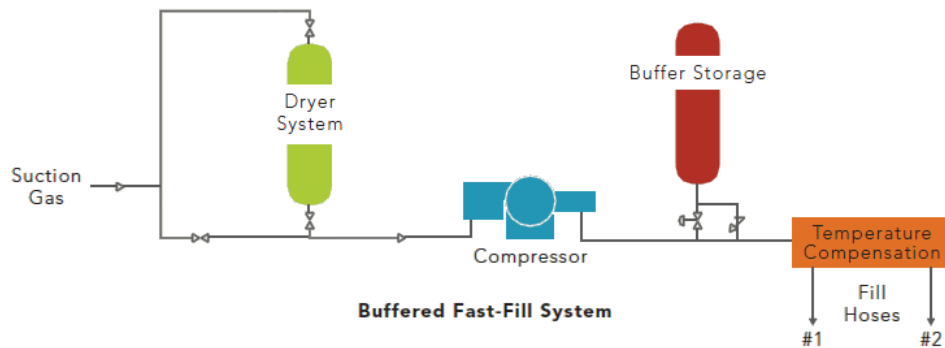 Suction
Gas
Dryer
System
Compressor
Buffer Storage
Temperature
Compensation
Fill
Hoses
#1
#2
Buffered Fast-Fill System